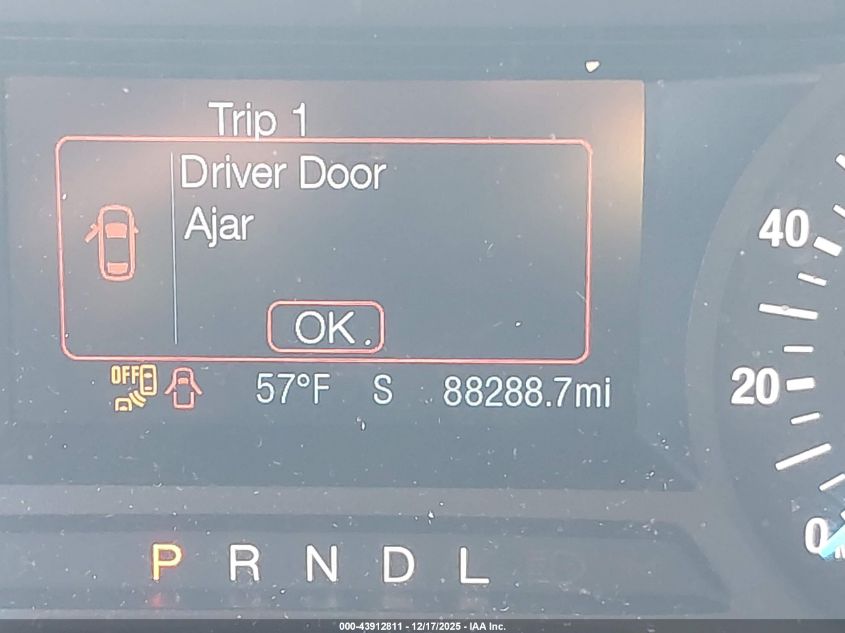 Trip 1
Driver Door
Ajar
OK
OFF
57°F S 88288.7mi
40
20
0
P R N D L
000-43912811 - 12/17/2025 - IAA Inc.